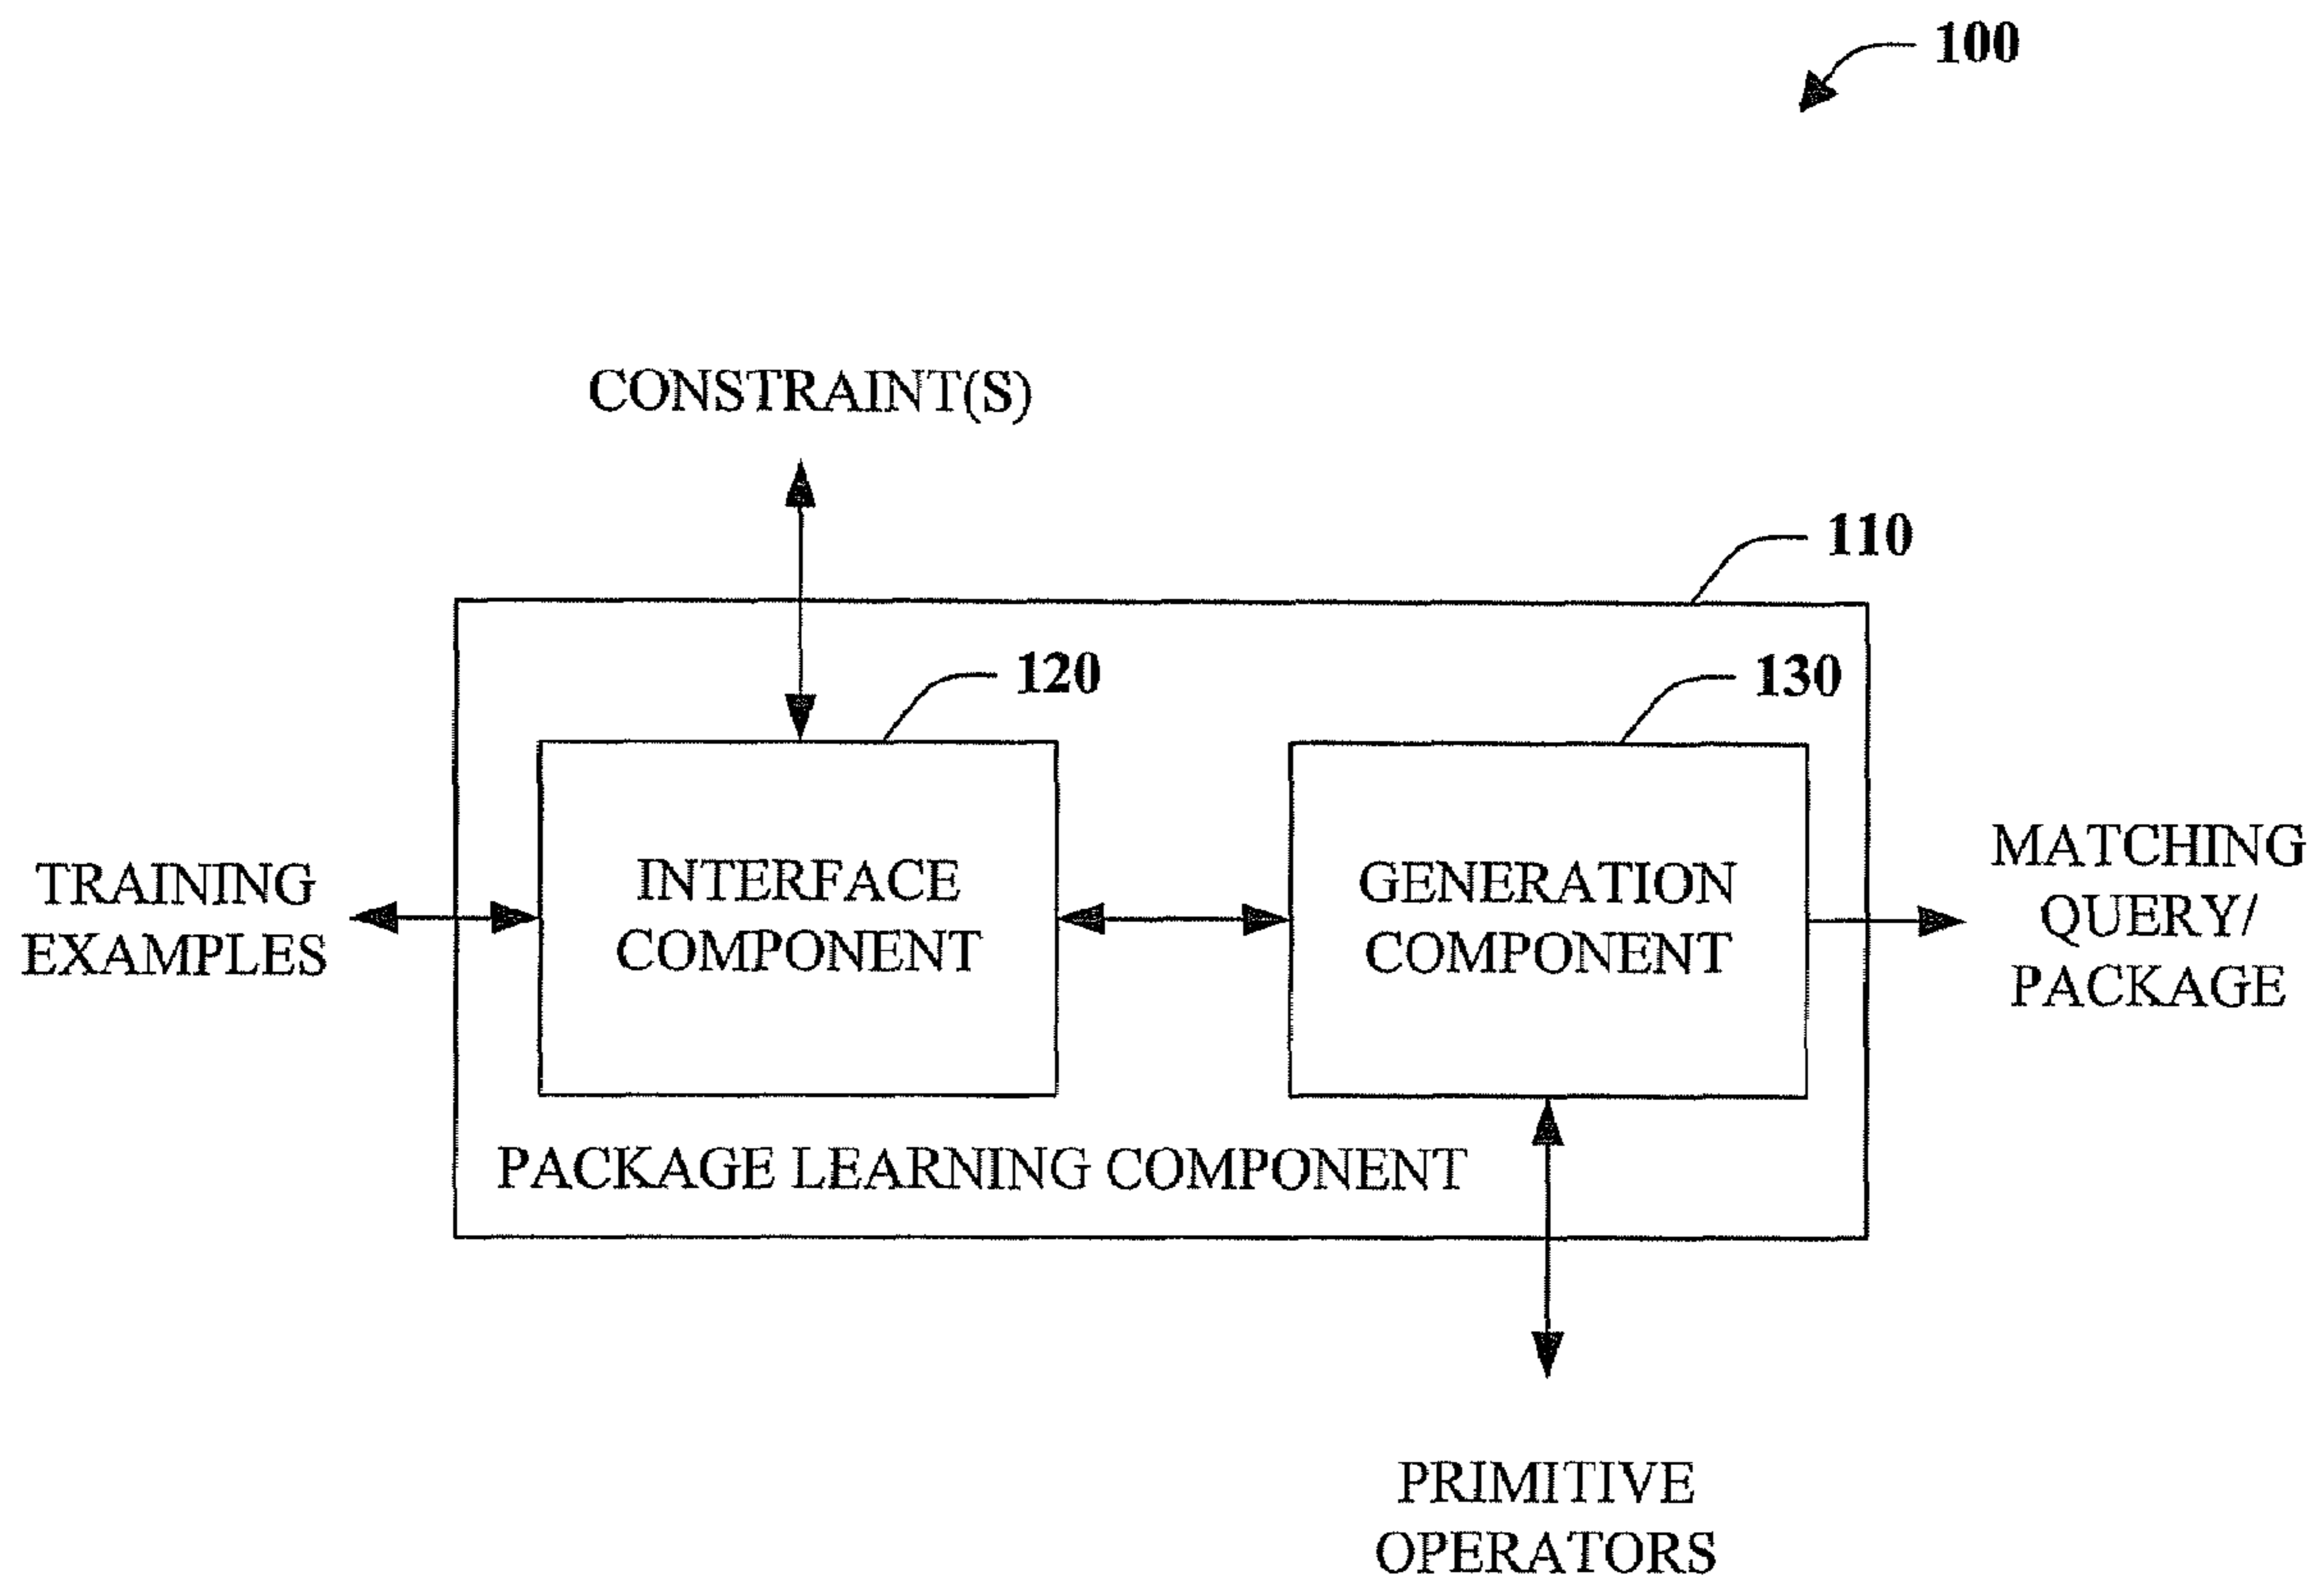 100
CONSTRAINT(S)
110
120
130
TRAINING
EXAMPLES
INTERFACE
COMPONENT
GENERATION
COMPONENT
MATCHING
QUERY/
PACKAGE
PACKAGE LEARNING COMPONENT
PRIMITIVE
OPERATORS